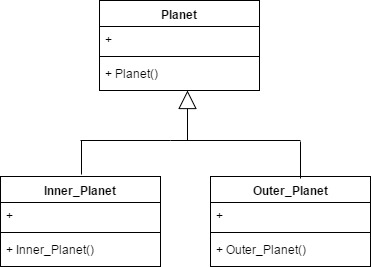 Planet
+
+ Planet()
Inner_Planet
+
+ Inner_Planet()
Outer_Planet
+
+ Outer_Planet()